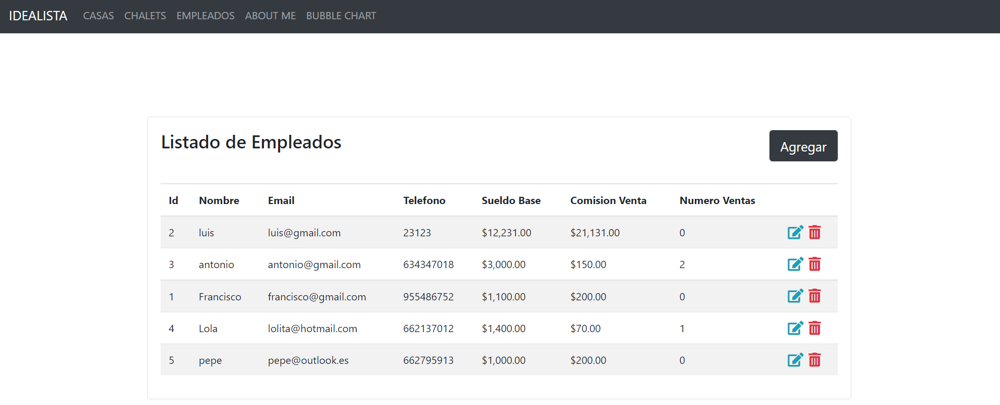 IDEALISTA CASAS CHALETS EMPLEADOS ABOUT ME BUBBLE CHART
Listado de Empleados Agregar
Id Nombre Email Telefono Sueldo Base Comision Venta Numero Ventas
2 luis luis@gmail.com 23123 $12,231.00 $21,131.00 0
3 antonio antonio@gmail.com 634347018 $3,000.00 $150.00 2
1 Francisco francisco@gmail.com 955486752 $1,100.00 $200.00 0
4 Lola lolita@hotmail.com 662137012 $1,400.00 $70.00 1
5 pepe pepe@outlook.es 662795913 $1,000.00 $200.00 0